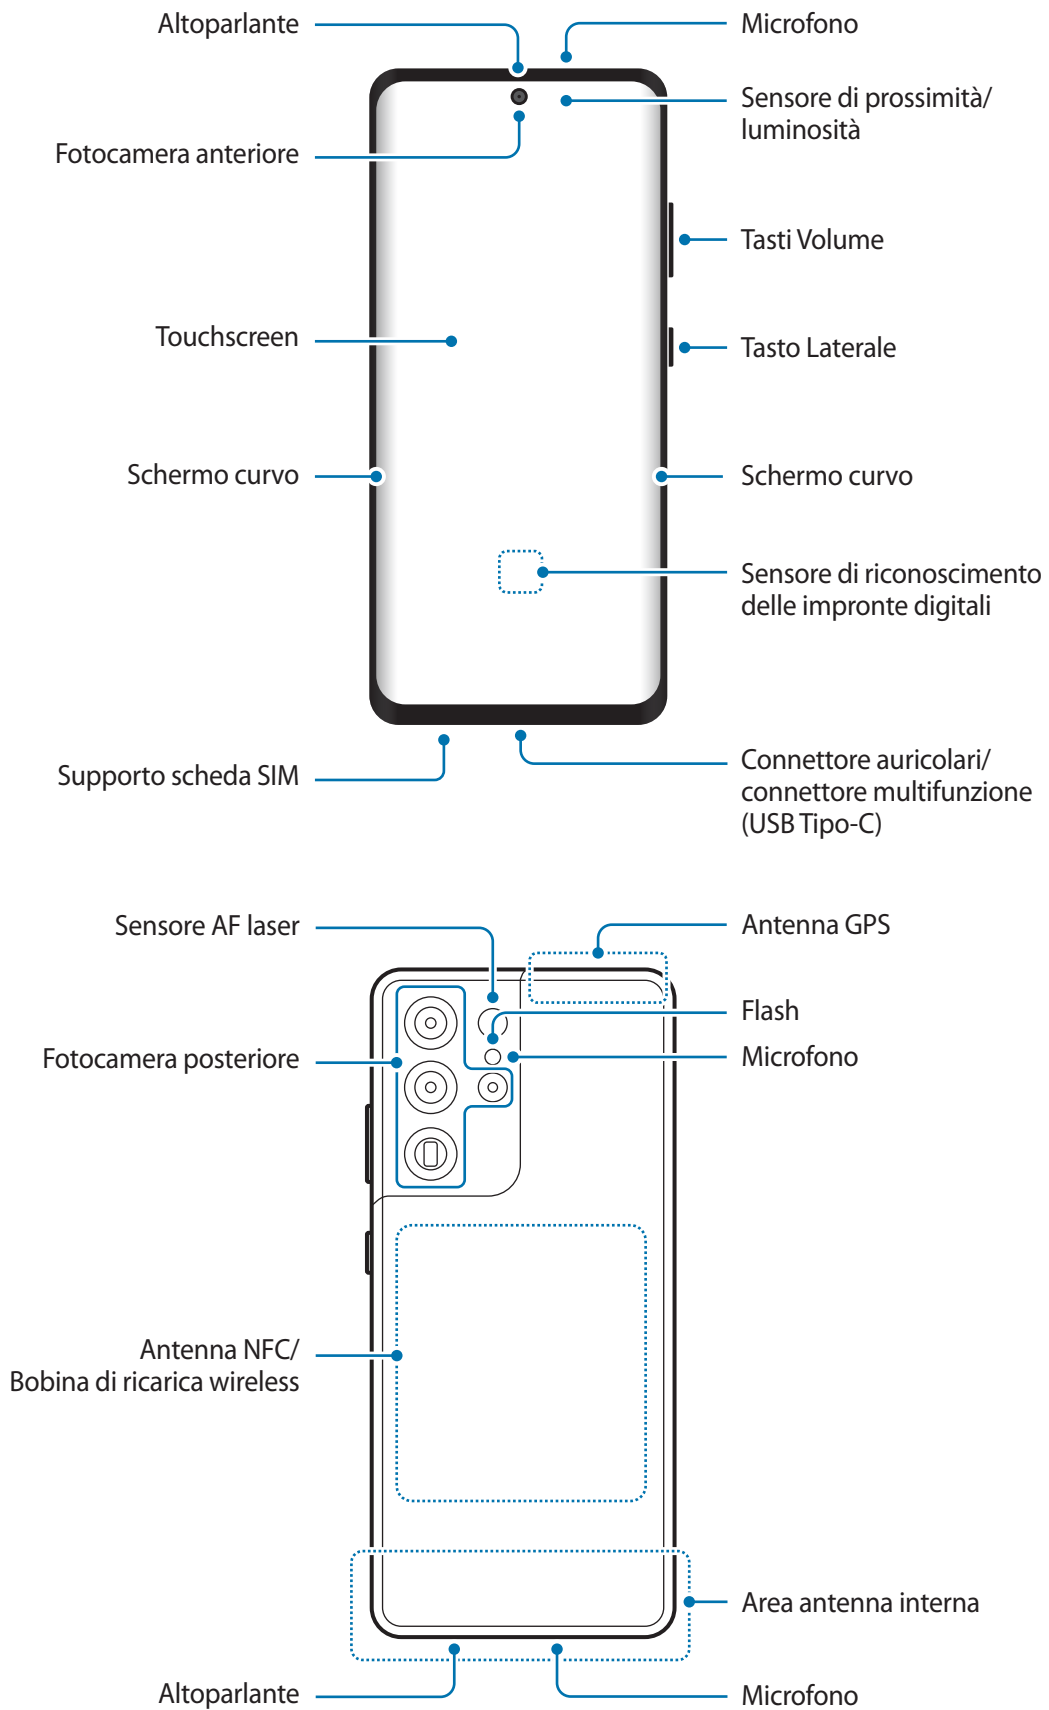 Altoparlante
Microfono
Sensore di prossimità/
luminosità
Fotocamera anteriore
Tasti Volume
Touchscreen
Tasto Laterale
Schermo curvo
Schermo curvo
Sensore di riconoscimento
delle impronte digitali
Supporto scheda SIM
Connettore auricolari/
connettore multifunzione
(USB Tipo-C)
Sensore AF laser
Antenna GPS
Flash
Fotocamera posteriore
Microfono
Antenna NFC/
Bobina di ricarica wireless
Area antenna interna
Altoparlante
Microfono